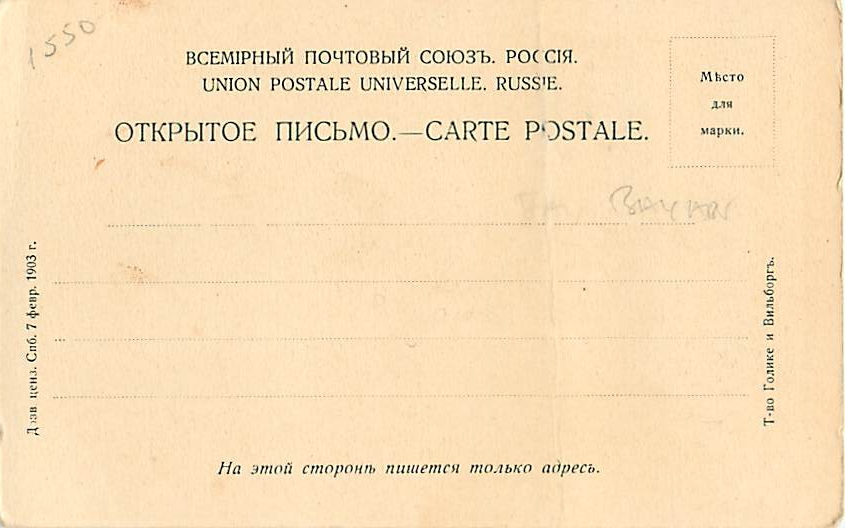 1550
ВСЕМІРНЫЙ ПОЧТОВЫЙ СОЮЗЪ. РОССІЯ.
UNION POSTALE UNIVERSELLE. RUSSIE.
ОТКРЫТОЕ ПИСЬМО.—CARTE POSTALE.
Мѣсто
для
марки.
Дозв ценз. Спб. 7 февр. 1903 г.
Т-во Голике и Вильборгъ.
На этой сторонѣ пишется только адресъ.